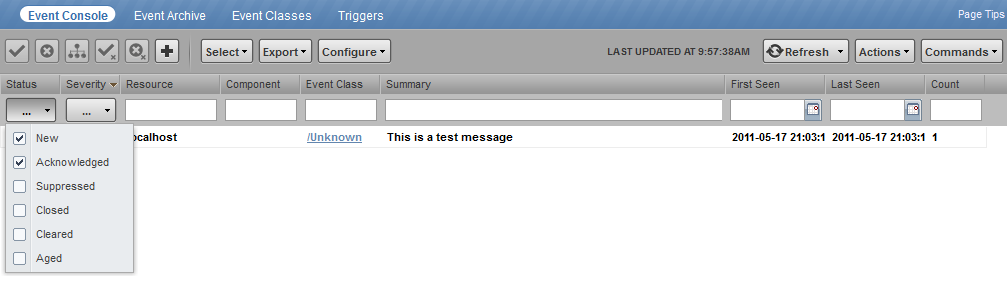 Event Console Event Archive Event Classes Triggers Page Tips
Select Export Configure LAST UPDATED AT 9:57:38AM Refresh Actions Commands
Status Severity Resource Component Event Class Summary First Seen Last Seen Count
... ...
ocalhost /Unknown This is a test message 2011-05-17 21:03:1 2011-05-17 21:03:1 1
New
Acknowledged
Suppressed
Closed
Cleared
Aged